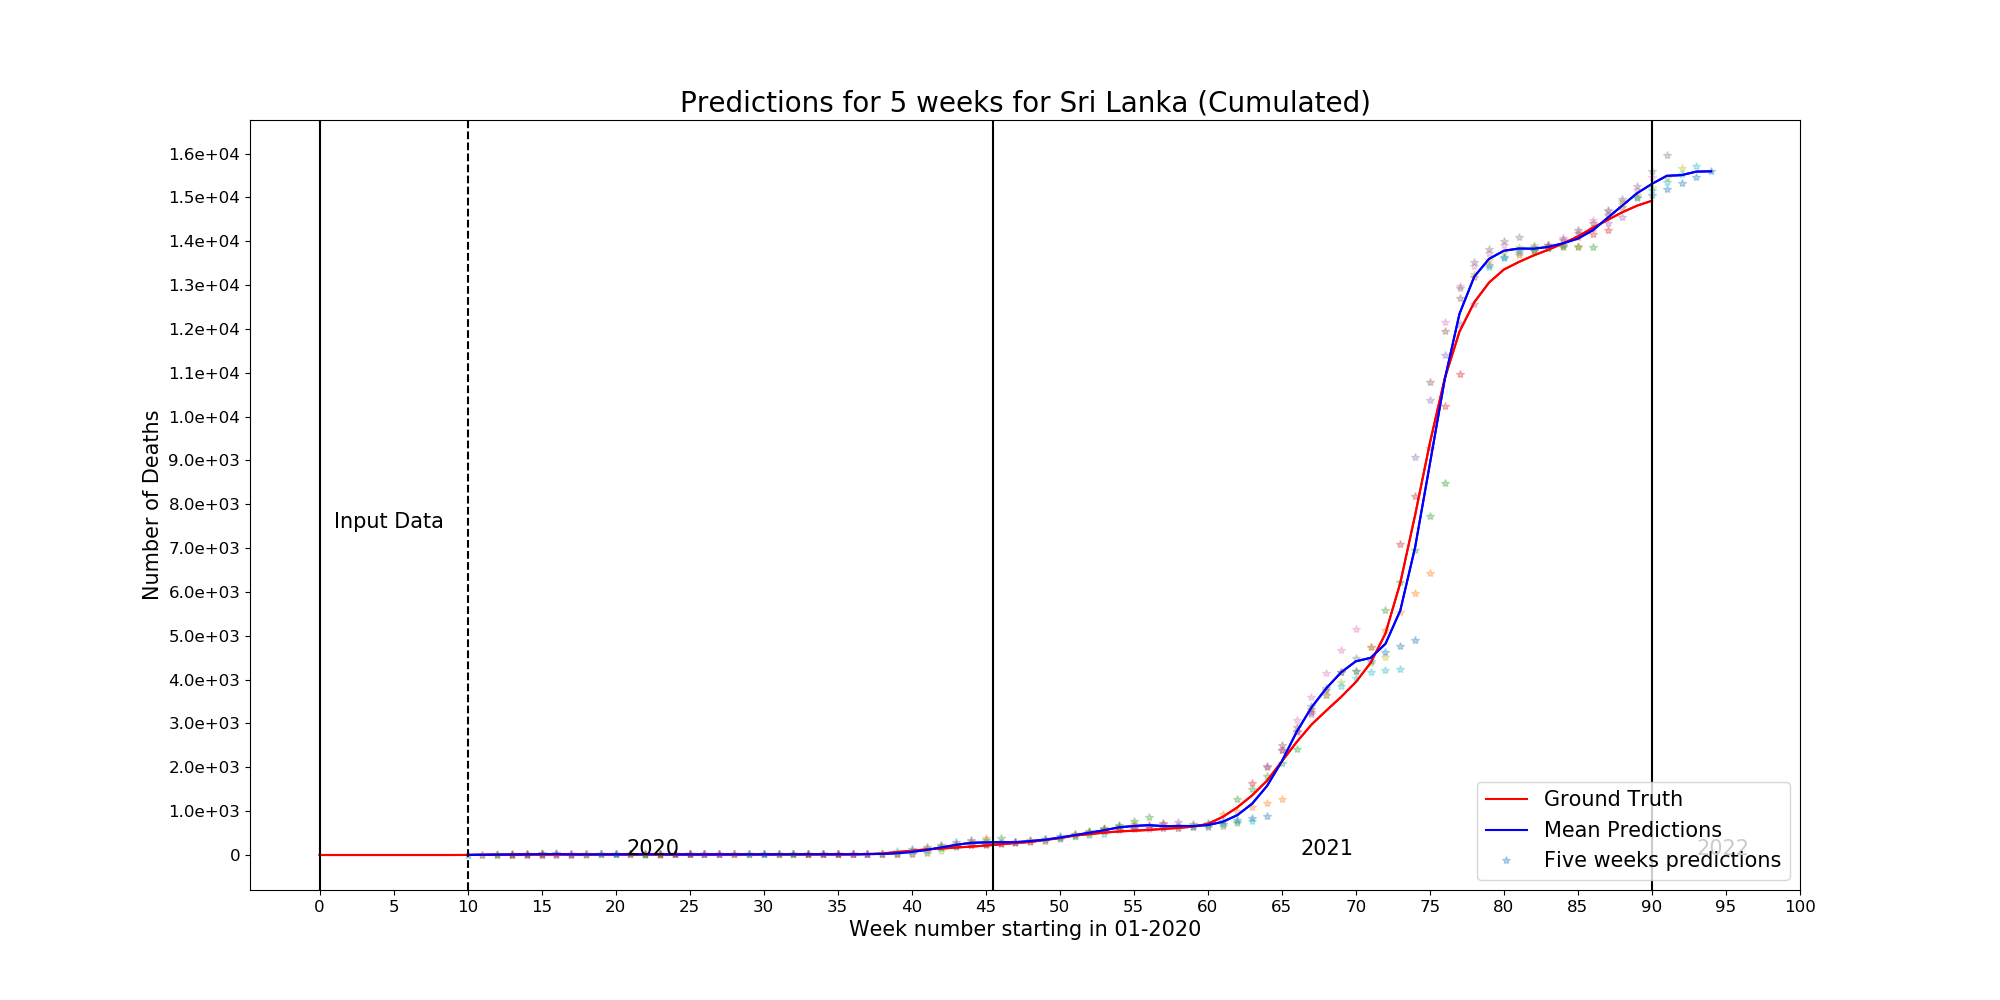 Predictions for 5 weeks for Sri Lanka (Cumulated)
1.6e+04
1.5e+04
1.4e+04
1.3e+04
1.2e+04
1.1e+04
1.0e+04
9.0e+03
8.0e+03
7.0e+03
6.0e+03
5.0e+03
4.0e+03
3.0e+03
2.0e+03
1.0e+03
0
Number of Deaths
Input Data
2020
2021
2022
Ground Truth
Mean Predictions
Five weeks predictions
0 5 10 15 20 25 30 35 40 45 50 55 60 65 70 75 80 85 90 95 100
Week number starting in 01-2020